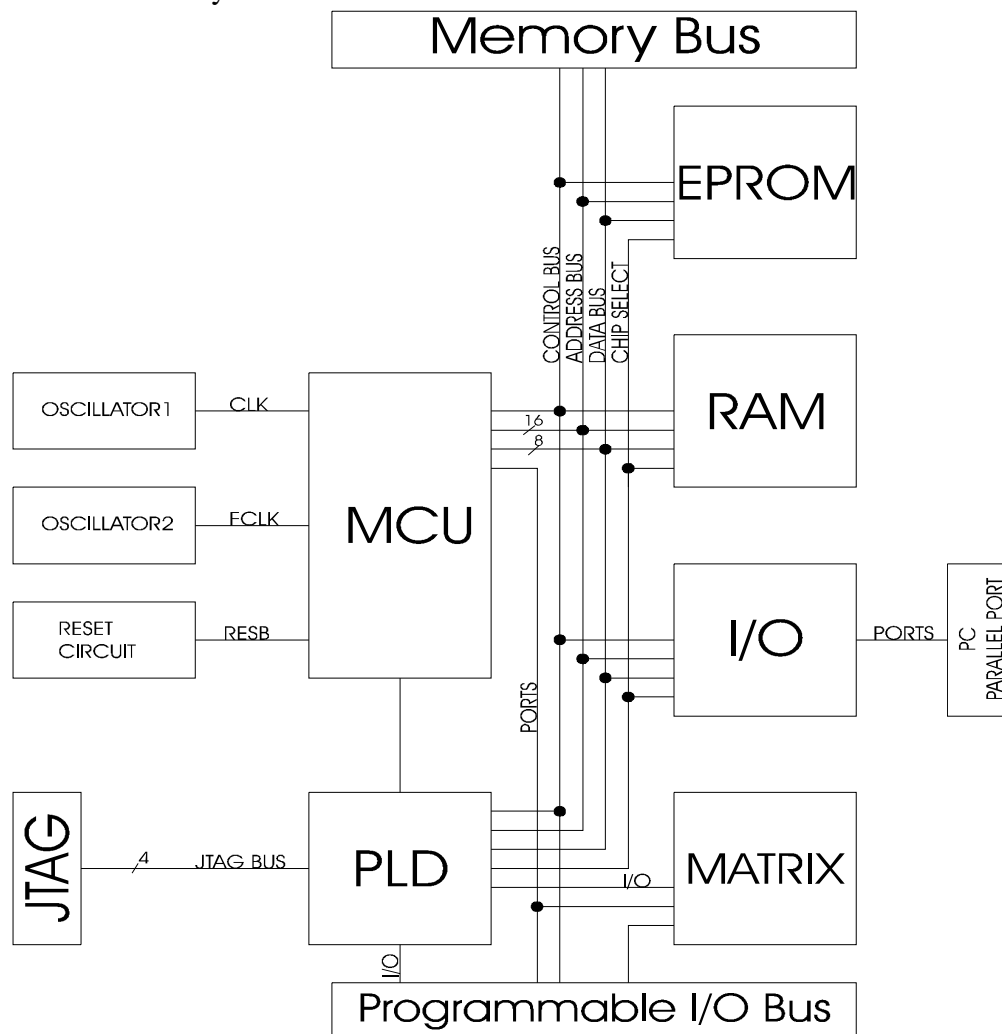 Memory Bus
EPROM
CONTROL BUS
ADDRESS BUS
DATA BUS
CHIP SELECT
OSCILLATOR1
CLK
MCU
16
8
RAM
OSCILLATOR2
FCLK
RESET
CIRCUIT
RESB
PORTS
I/O
PORTS
PC
PARALLEL PORT
JTAG
4
JTAG BUS
PLD
I/O
MATRIX
I/O
Programmable I/O Bus